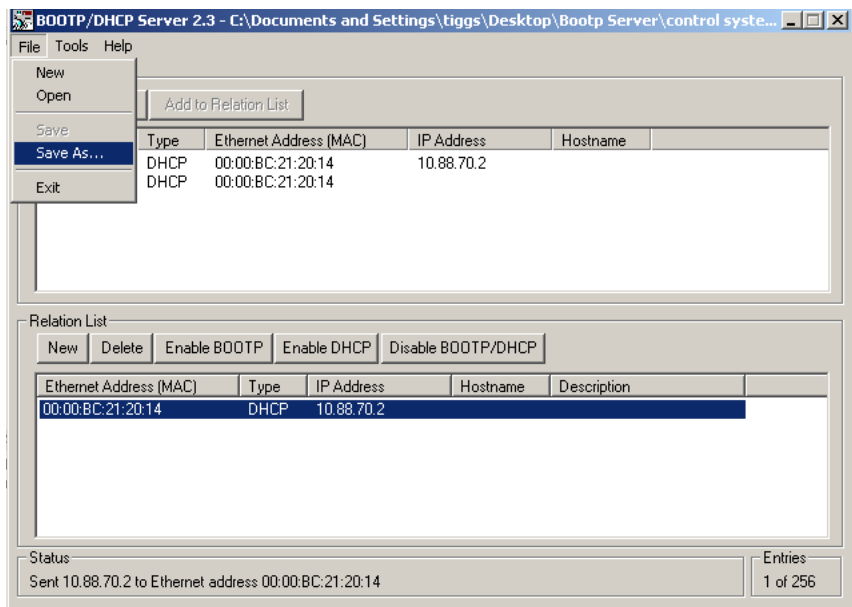 BOOTP/DHCP Server 2.3 - C:\Documents and Settings\tiggs\Desktop\Bootp Server\control syste...
File Tools Help
New
Open
Save
Save As...
Exit
Add to Relation List
Type Ethernet Address (MAC) IP Address Hostname
DHCP 00:00:BC:21:20:14 10.88.70.2
DHCP 00:00:BC:21:20:14
Relation List
New Delete Enable BOOTP Enable DHCP Disable BOOTP/DHCP
Ethernet Address (MAC) Type IP Address Hostname Description
00:00:BC:21:20:14 DHCP 10.88.70.2
Status Entries
Sent 10.88.70.2 to Ethernet address 00:00:BC:21:20:14 1 of 256